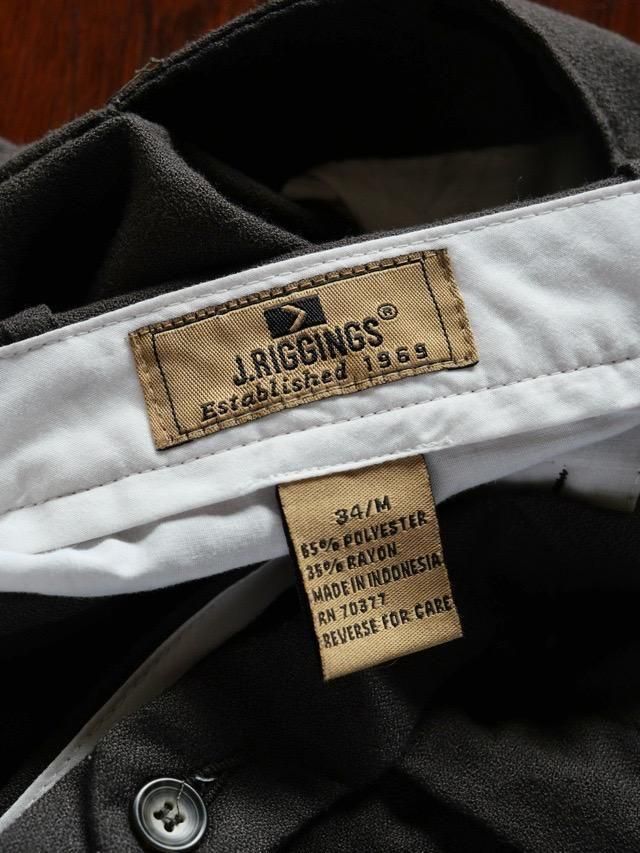 J.RIGGINGS®
Established 1969
34/M
65% POLYESTER
35% RAYON
MADE IN INDONESIA
RN 70377
REVERSE FOR CARE